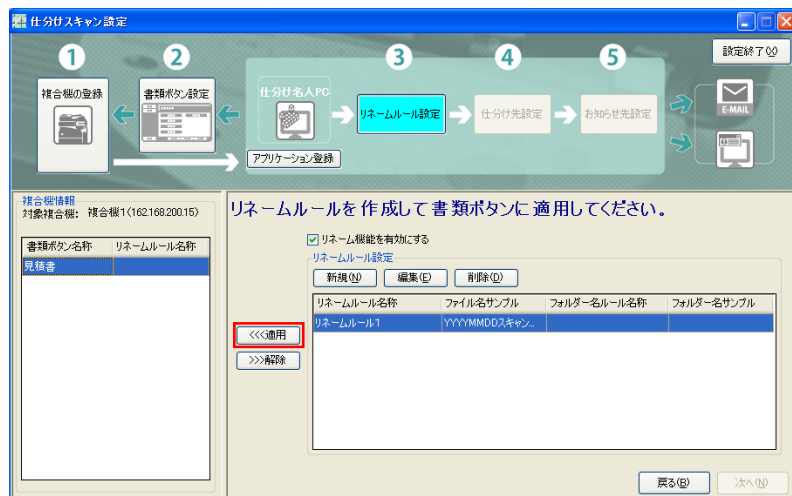 仕分けスキャン設定
1
2
3
4
5
設定終了(X)
複合機の登録
書類ボタン設定
仕分け名人PC
リネームルール設定
仕分け先設定
お知らせ先設定
E-MAIL
アプリケーション登録
複合機情報
対象複合機: 複合機1(162.168.200.15)
書類ボタン名称 リネームルール名称
見積書
リネームルールを作成して書類ボタンに適用してください。
リネーム機能を有効にする
リネームルール設定
新規(N) 編集(E) 削除(D)
リネームルール名称 ファイル名サンプル フォルダー名ルール名称 フォルダー名サンプル
リネームルール1 YYYYMMDDスキャン...
<<<適用
>>>解除
戻る(B) 次へ(N)